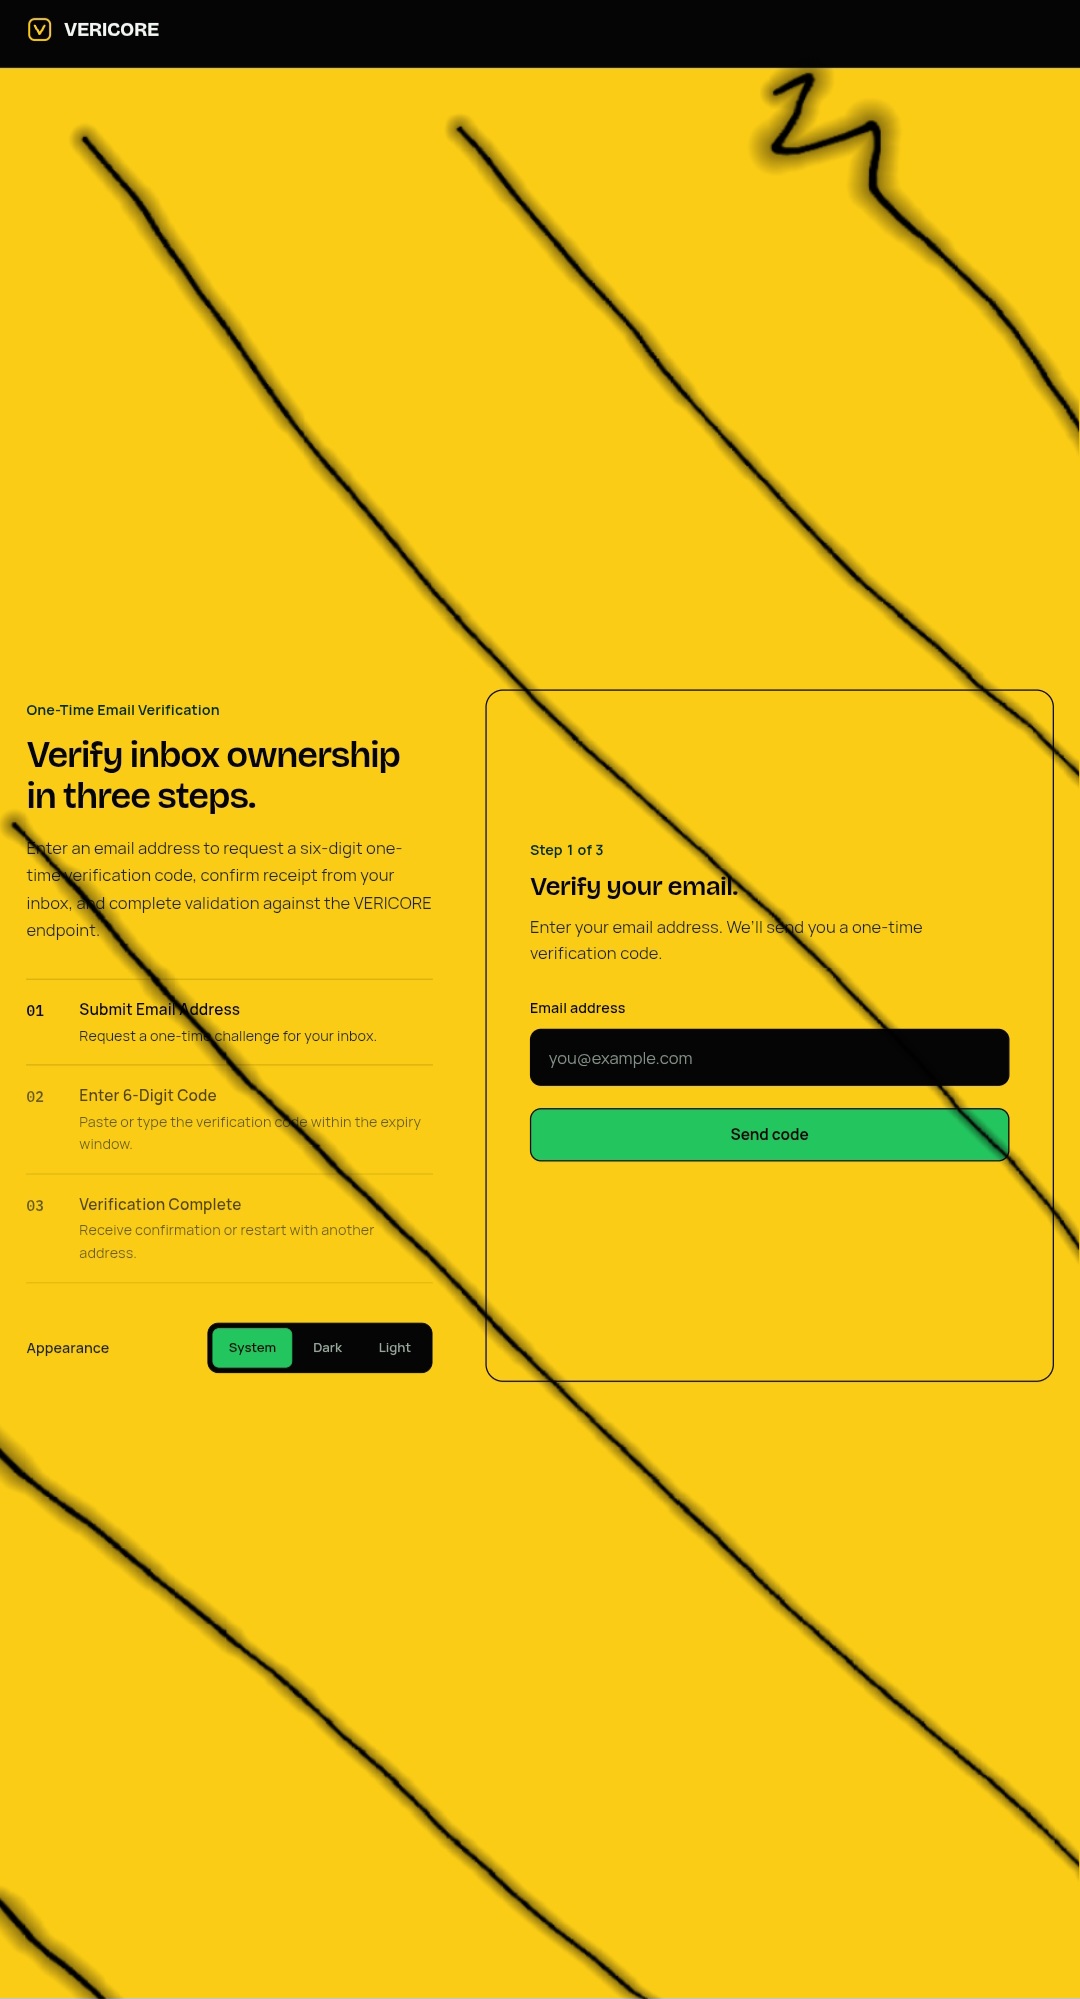 VERICORE
One-Time Email Verification
Verify inbox ownership
in three steps.
Enter an email address to request a six-digit one-
time verification code, confirm receipt from your
inbox, and complete validation against the VERICORE
endpoint.
01 Submit Email Address
Request a one-time challenge for your inbox.
02 Enter 6-Digit Code
Paste or type the verification code within the expiry
window.
03 Verification Complete
Receive confirmation or restart with another
address.
Appearance System Dark Light
Step 1 of 3
Verify your email.
Enter your email address. We'll send you a one-time
verification code.
Email address
you@example.com
Send code